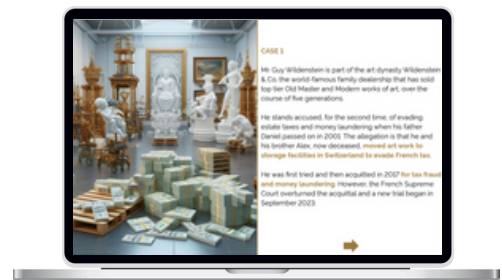 CASE 1
Mr. Guy Wildenstein is part of the art dynasty Wildenstein
& Co, the world-famous family dealership that has sold
top tier Old Master and Modern works of art, over the
course of five generations.
He stands accused, for the second time, of evading
estate taxes and money laundering when his father
Daniel passed on in 2001. The allegation is that he and
his brother Alex, now deceased, moved art work to
storage facilities in Switzerland to evade French tax.
He was first tried and then acquitted in 2017 for tax fraud
and money laundering. However, the French Supreme
Court overturned the acquittal and a new trial began in
September 2023.